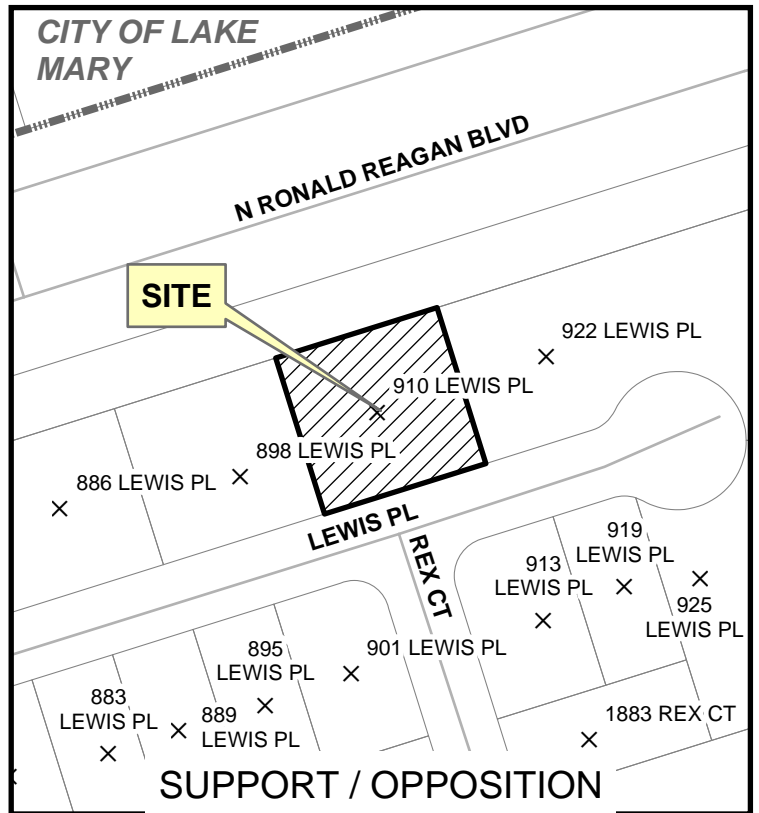 CITY OF LAKE
MARY
N RONALD REAGAN BLVD
SITE
922 LEWIS PL
910 LEWIS PL
898 LEWIS PL
886 LEWIS PL
LEWIS PL
REX CT
919
LEWIS PL
913
LEWIS PL
925
LEWIS PL
895
LEWIS PL
901 LEWIS PL
883
LEWIS PL
889
LEWIS PL
1883 REX CT
SUPPORT / OPPOSITION